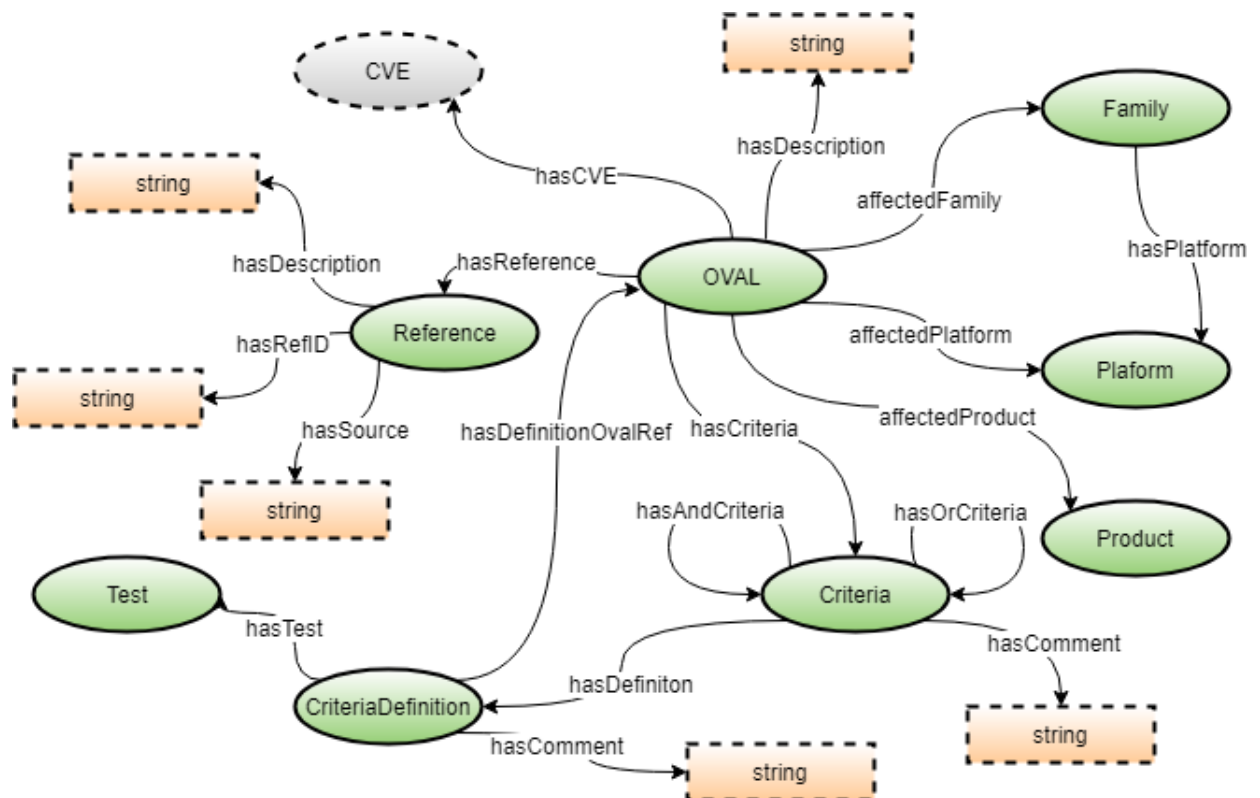 string
CVE
Family
hasDescription
hasCVE
string
affectedFamily
hasPlatform
hasDescription
hasReference
OVAL
Reference
hasRefID
affectedPlatform
Plaform
string
affectedProduct
hasSource
hasDefinitionOvalRef
hasCriteria
string
hasAndCriteria
hasOrCriteria
Product
Test
Criteria
hasTest
hasComment
hasDefiniton
CriteriaDefinition
string
hasComment
string